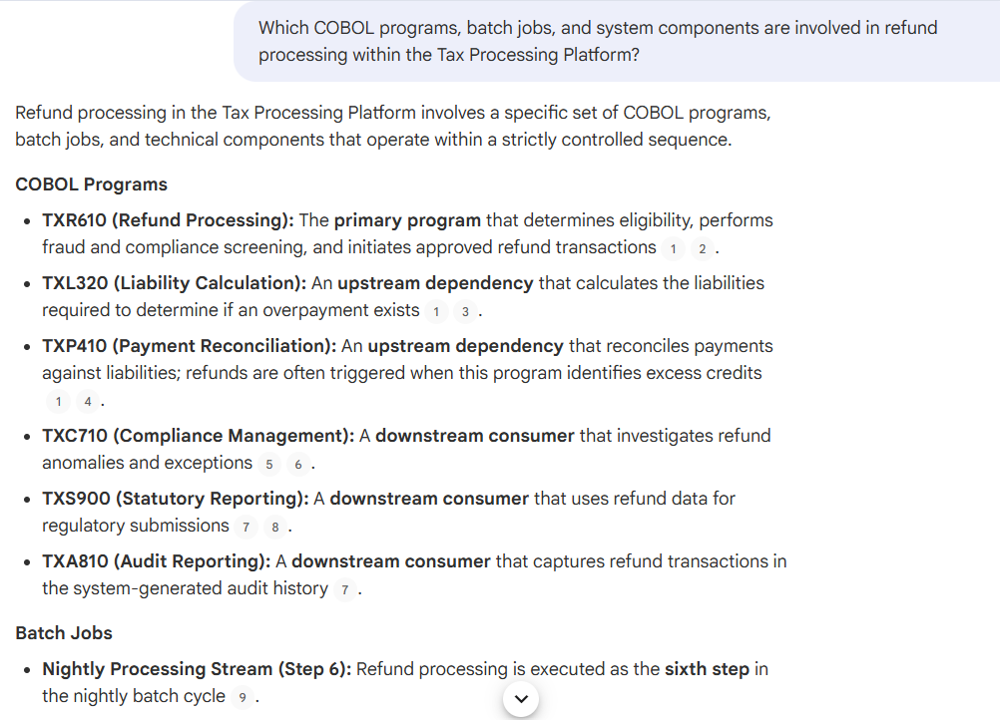 Which COBOL programs, batch jobs, and system components are involved in refund
processing within the Tax Processing Platform?
Refund processing in the Tax Processing Platform involves a specific set of COBOL programs,
batch jobs, and technical components that operate within a strictly controlled sequence.
COBOL Programs
• TXR610 (Refund Processing): The primary program that determines eligibility, performs
fraud and compliance screening, and initiates approved refund transactions 1 2 .
• TXL320 (Liability Calculation): An upstream dependency that calculates the liabilities
required to determine if an overpayment exists 1 3 .
• TXP410 (Payment Reconciliation): An upstream dependency that reconciles payments
against liabilities; refunds are often triggered when this program identifies excess credits
1 4 .
• TXC710 (Compliance Management): A downstream consumer that investigates refund
anomalies and exceptions 5 6 .
• TXS900 (Statutory Reporting): A downstream consumer that uses refund data for
regulatory submissions 7 8 .
• TXA810 (Audit Reporting): A downstream consumer that captures refund transactions in
the system-generated audit history 7 .
Batch Jobs
• Nightly Processing Stream (Step 6): Refund processing is executed as the sixth step in
the nightly batch cycle 9 .